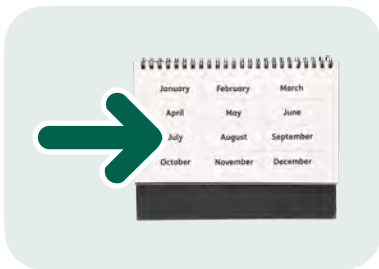 January February March
April May June
July August September
October November December